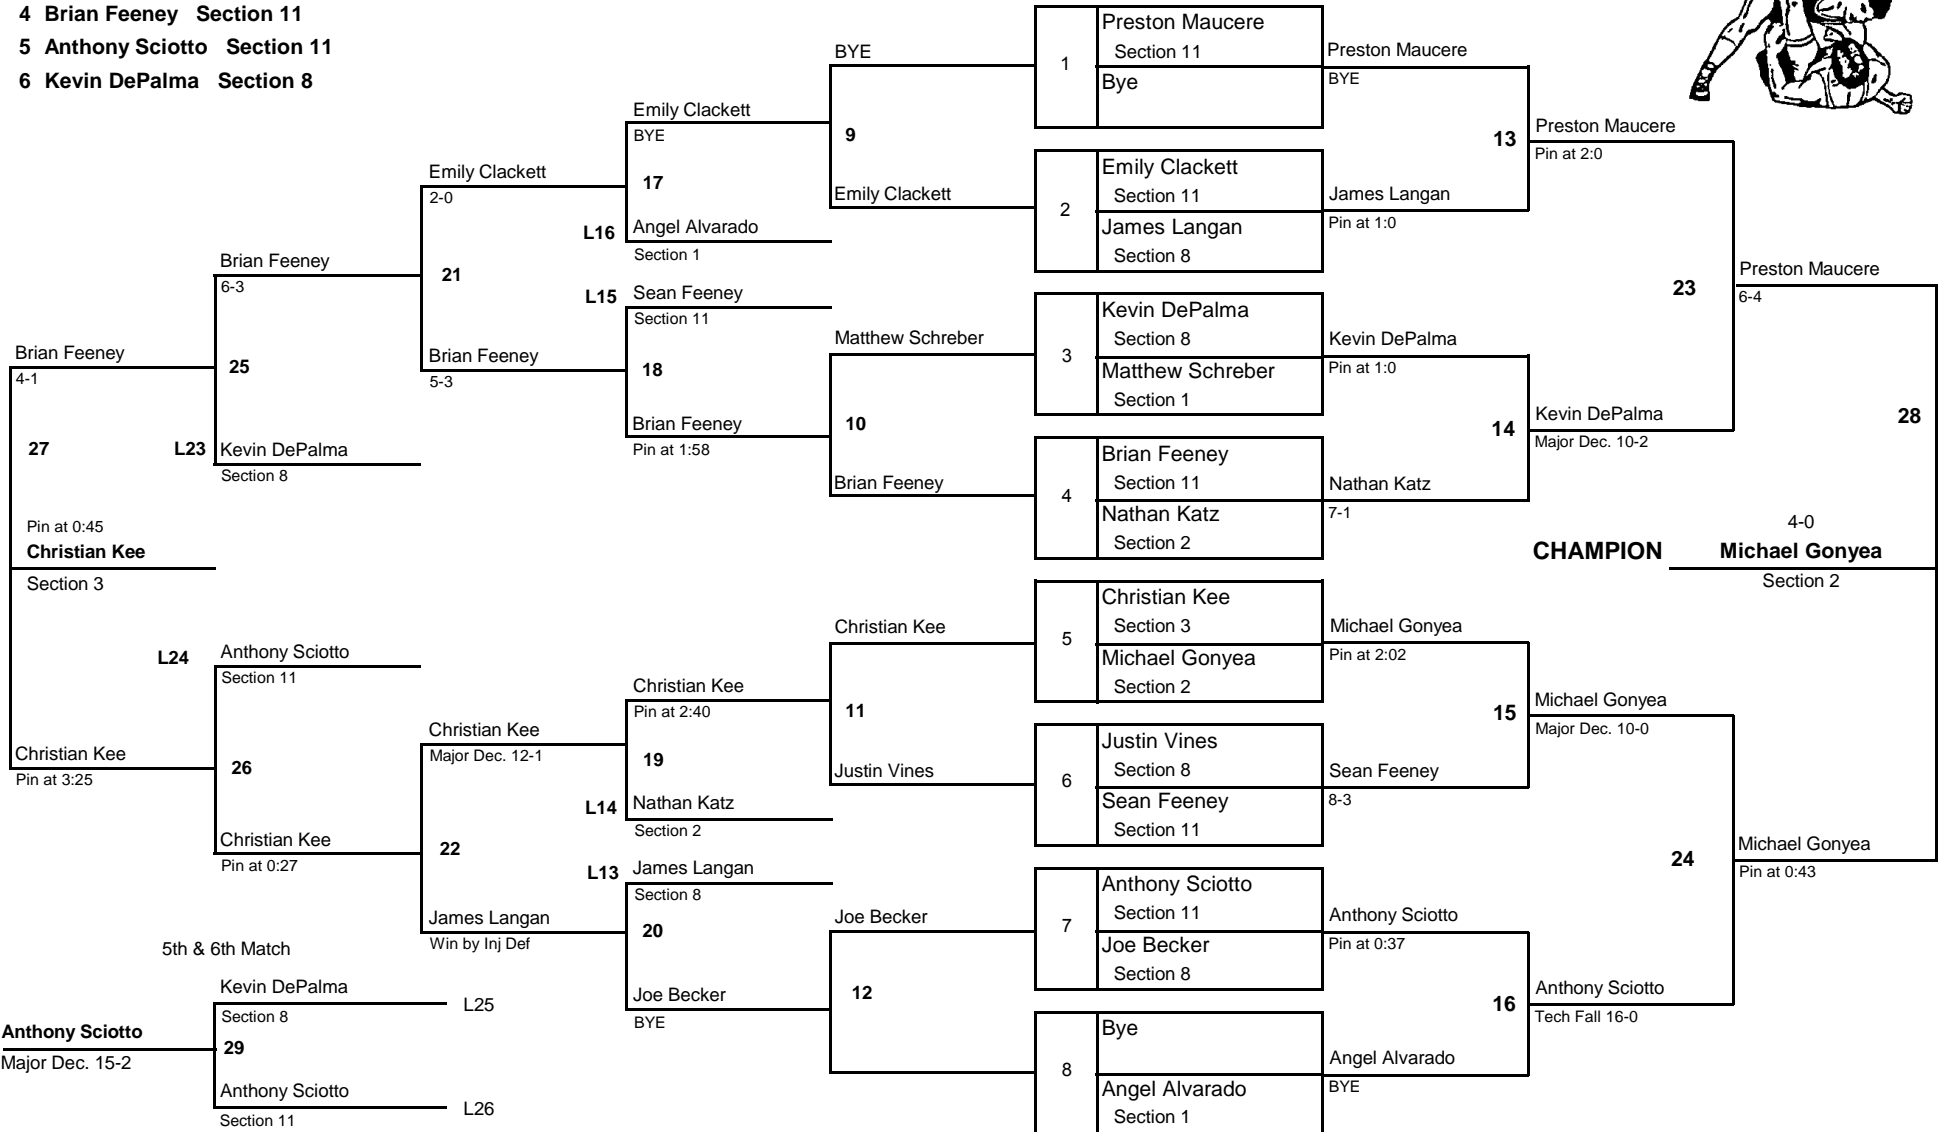 4 Brian Feeney Section 11
5 Anthony Sciotto Section 11
6 Kevin DePalma Section 8
Brian Feeney
4-1
27
Pin at 0:45
Christian Kee
Section 3
Christian Kee
Pin at 3:25
5th & 6th Match
Anthony Sciotto
Major Dec. 15-2
Brian Feeney
6-3
25
L23 Kevin DePalma
Section 8
L24 Anthony Sciotto
Section 11
26
Christian Kee
Pin at 0:27
Kevin DePalma L25
Section 8
29
Anthony Sciotto L26
Section 11
Emily Clackett
2-0
21
Brian Feeney
5-3
Christian Kee
Major Dec. 12-1
22
James Langan
Win by Inj Def
Emily Clackett
BYE
17
L16 Angel Alvarado
Section 1
L15 Sean Feeney
Section 11
18
Brian Feeney
Pin at 1:58
Christian Kee
Pin at 2:40
19
L14 Nathan Katz
Section 2
L13 James Langan
Section 8
20
Joe Becker
BYE
BYE
9
Emily Clackett
Matthew Schreber
10
Brian Feeney
Christian Kee
11
Justin Vines
Joe Becker
12
1
Preston Maucere
Section 11
Bye
2
Emily Clackett
Section 11
James Langan
Section 8
3
Kevin DePalma
Section 8
Matthew Schreber
Section 1
4
Brian Feeney
Section 11
Nathan Katz
Section 2
5
Christian Kee
Section 3
Michael Gonyea
Section 2
6
Justin Vines
Section 8
Sean Feeney
Section 11
7
Anthony Sciotto
Section 11
Joe Becker
Section 8
8
Bye
Angel Alvarado
Section 1
Preston Maucere
BYE
13
James Langan
Pin at 1:0
Kevin DePalma
Pin at 1:0
14
Nathan Katz
7-1
Michael Gonyea
Pin at 2:02
15
Sean Feeney
8-3
Anthony Sciotto
Pin at 0:37
16
Angel Alvarado
BYE
Preston Maucere
Pin at 2:0
23
Kevin DePalma
Major Dec. 10-2
Michael Gonyea
Major Dec. 10-0
24
Anthony Sciotto
Tech Fall 16-0
Preston Maucere
6-4
28
4-0
CHAMPION Michael Gonyea
Section 2
Michael Gonyea
Pin at 0:43